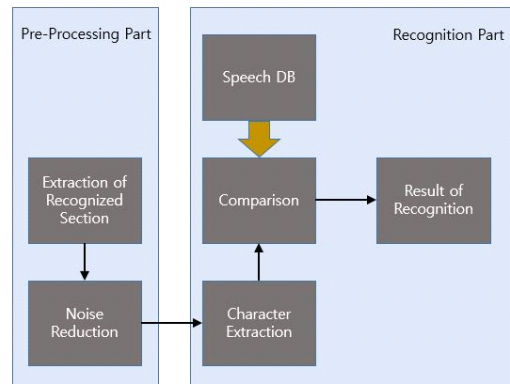 Pre-Processing Part
Recognition Part
Speech DB
Extraction of
Recognized
Section
Comparison
Result of
Recognition
Noise
Reduction
Character
Extraction